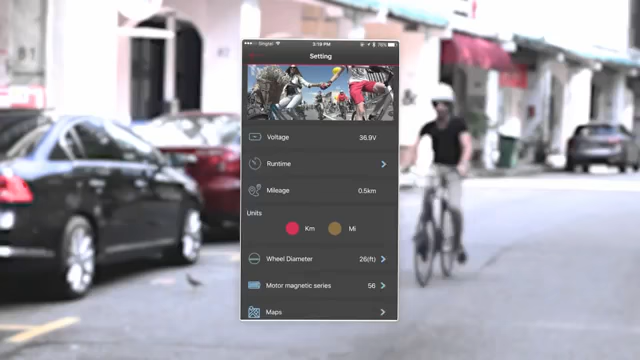 Singtel 3:19 PM 76%
Setting
Voltage 36.9V
Runtime
Mileage 0.5km
Units
Km Mi
Wheel Diameter 26(ft)
Motor magnetic series 56
Maps